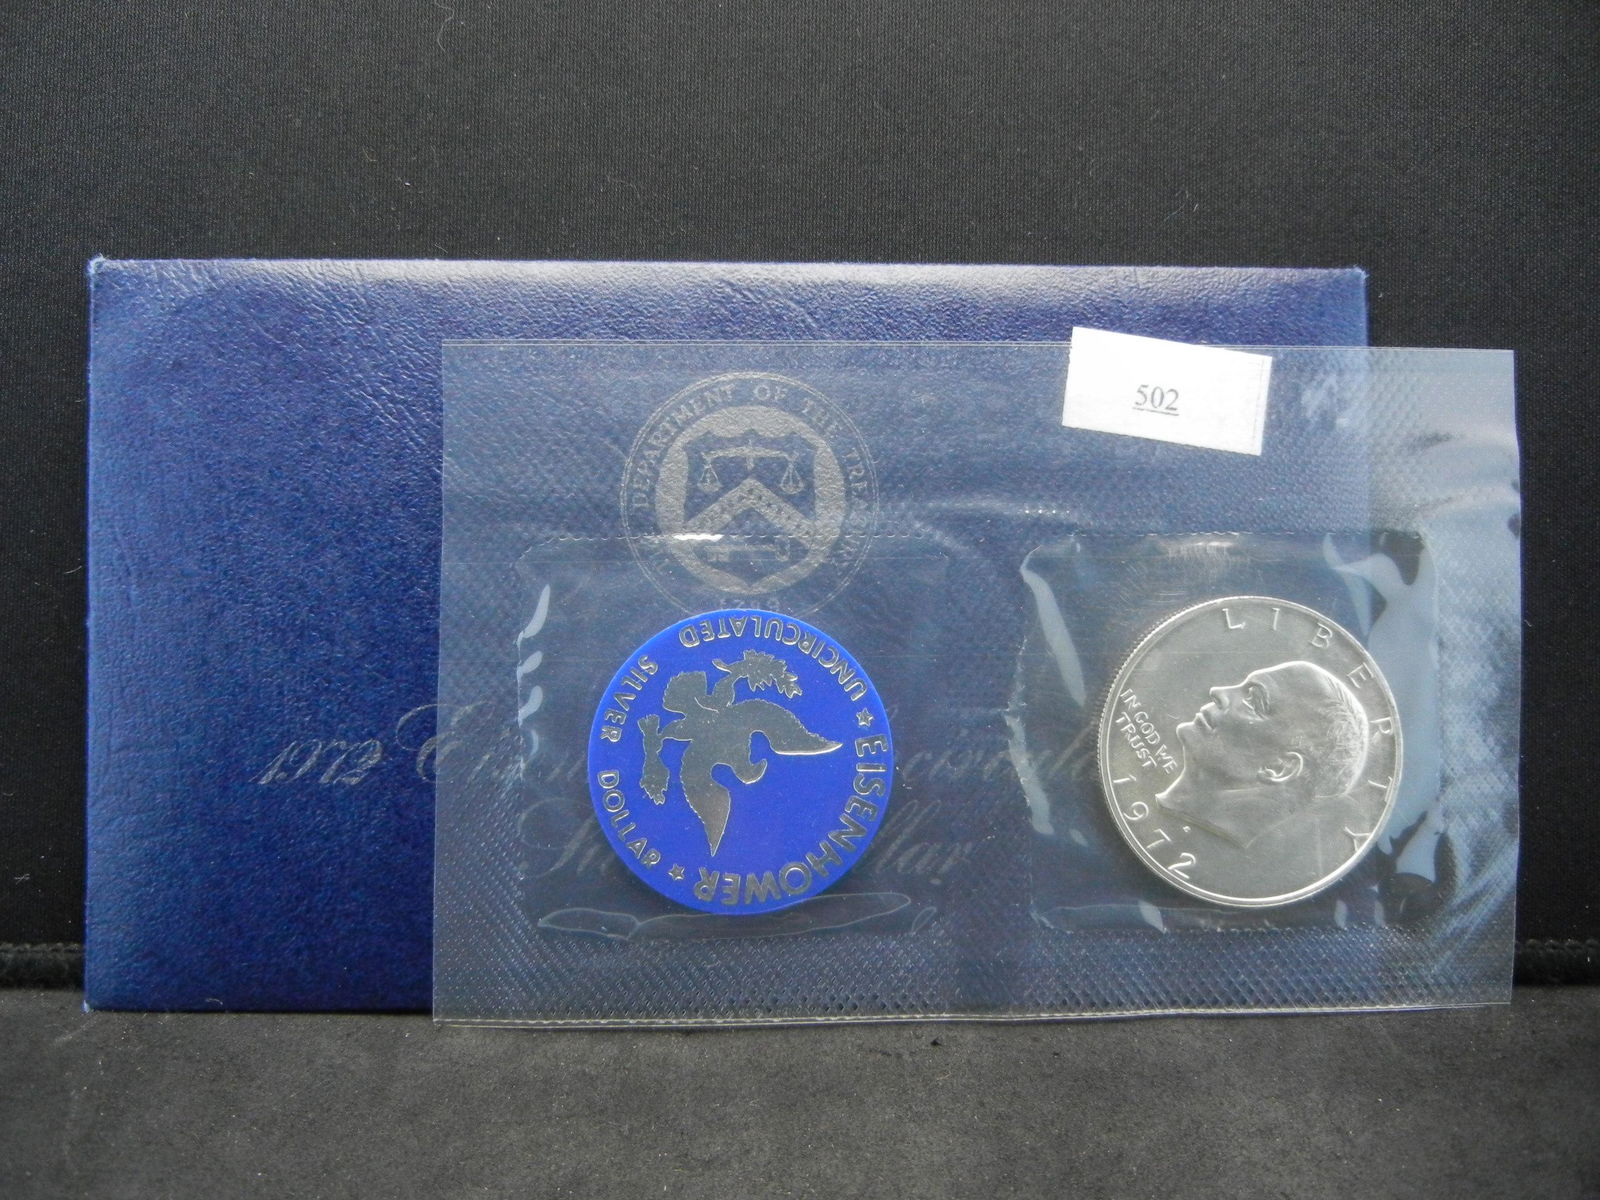 502
DEPARTMENT OF THE TREASURY
UNCIRCULATED SILVER DOLLAR
★ EISENHOWER ★
LIBERTY
IN GOD WE
TRUST
1972